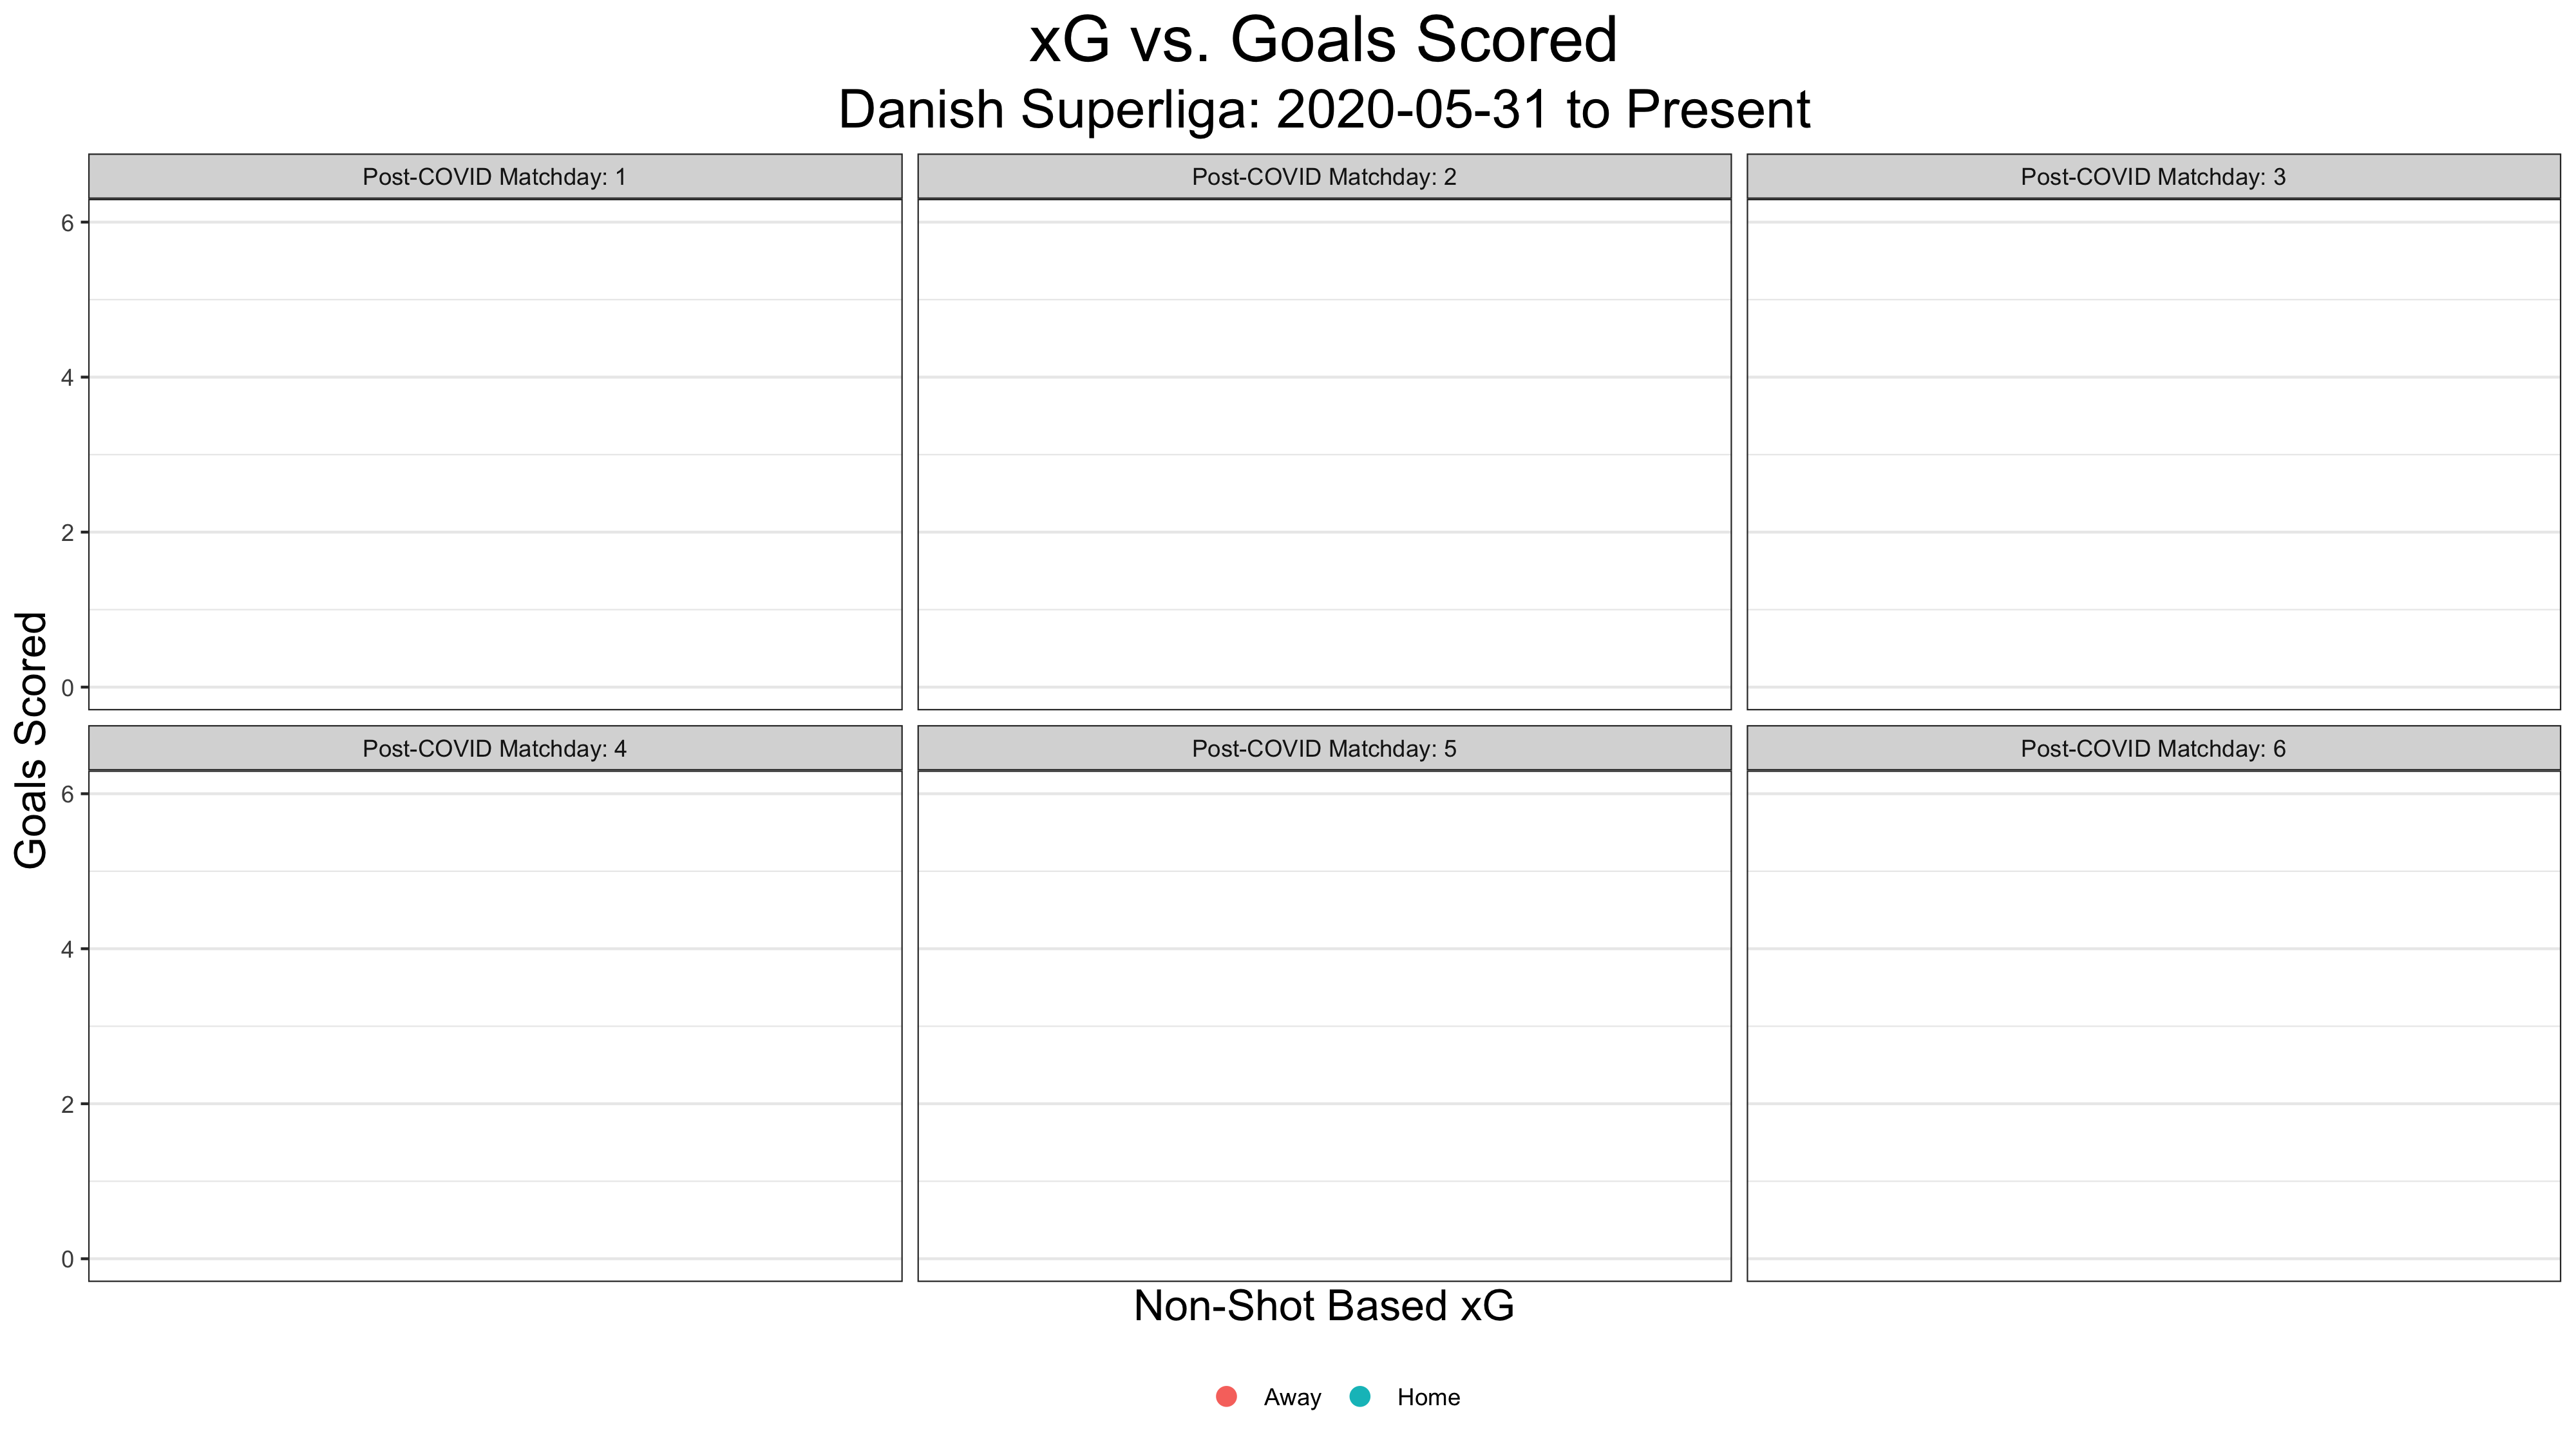 xG vs. Goals Scored
Danish Superliga: 2020-05-31 to Present
Post-COVID Matchday: 1
Post-COVID Matchday: 2
Post-COVID Matchday: 3
6
4
2
0
Goals Scored
Post-COVID Matchday: 4
Post-COVID Matchday: 5
Post-COVID Matchday: 6
6
4
2
0
Non-Shot Based xG
Away
Home